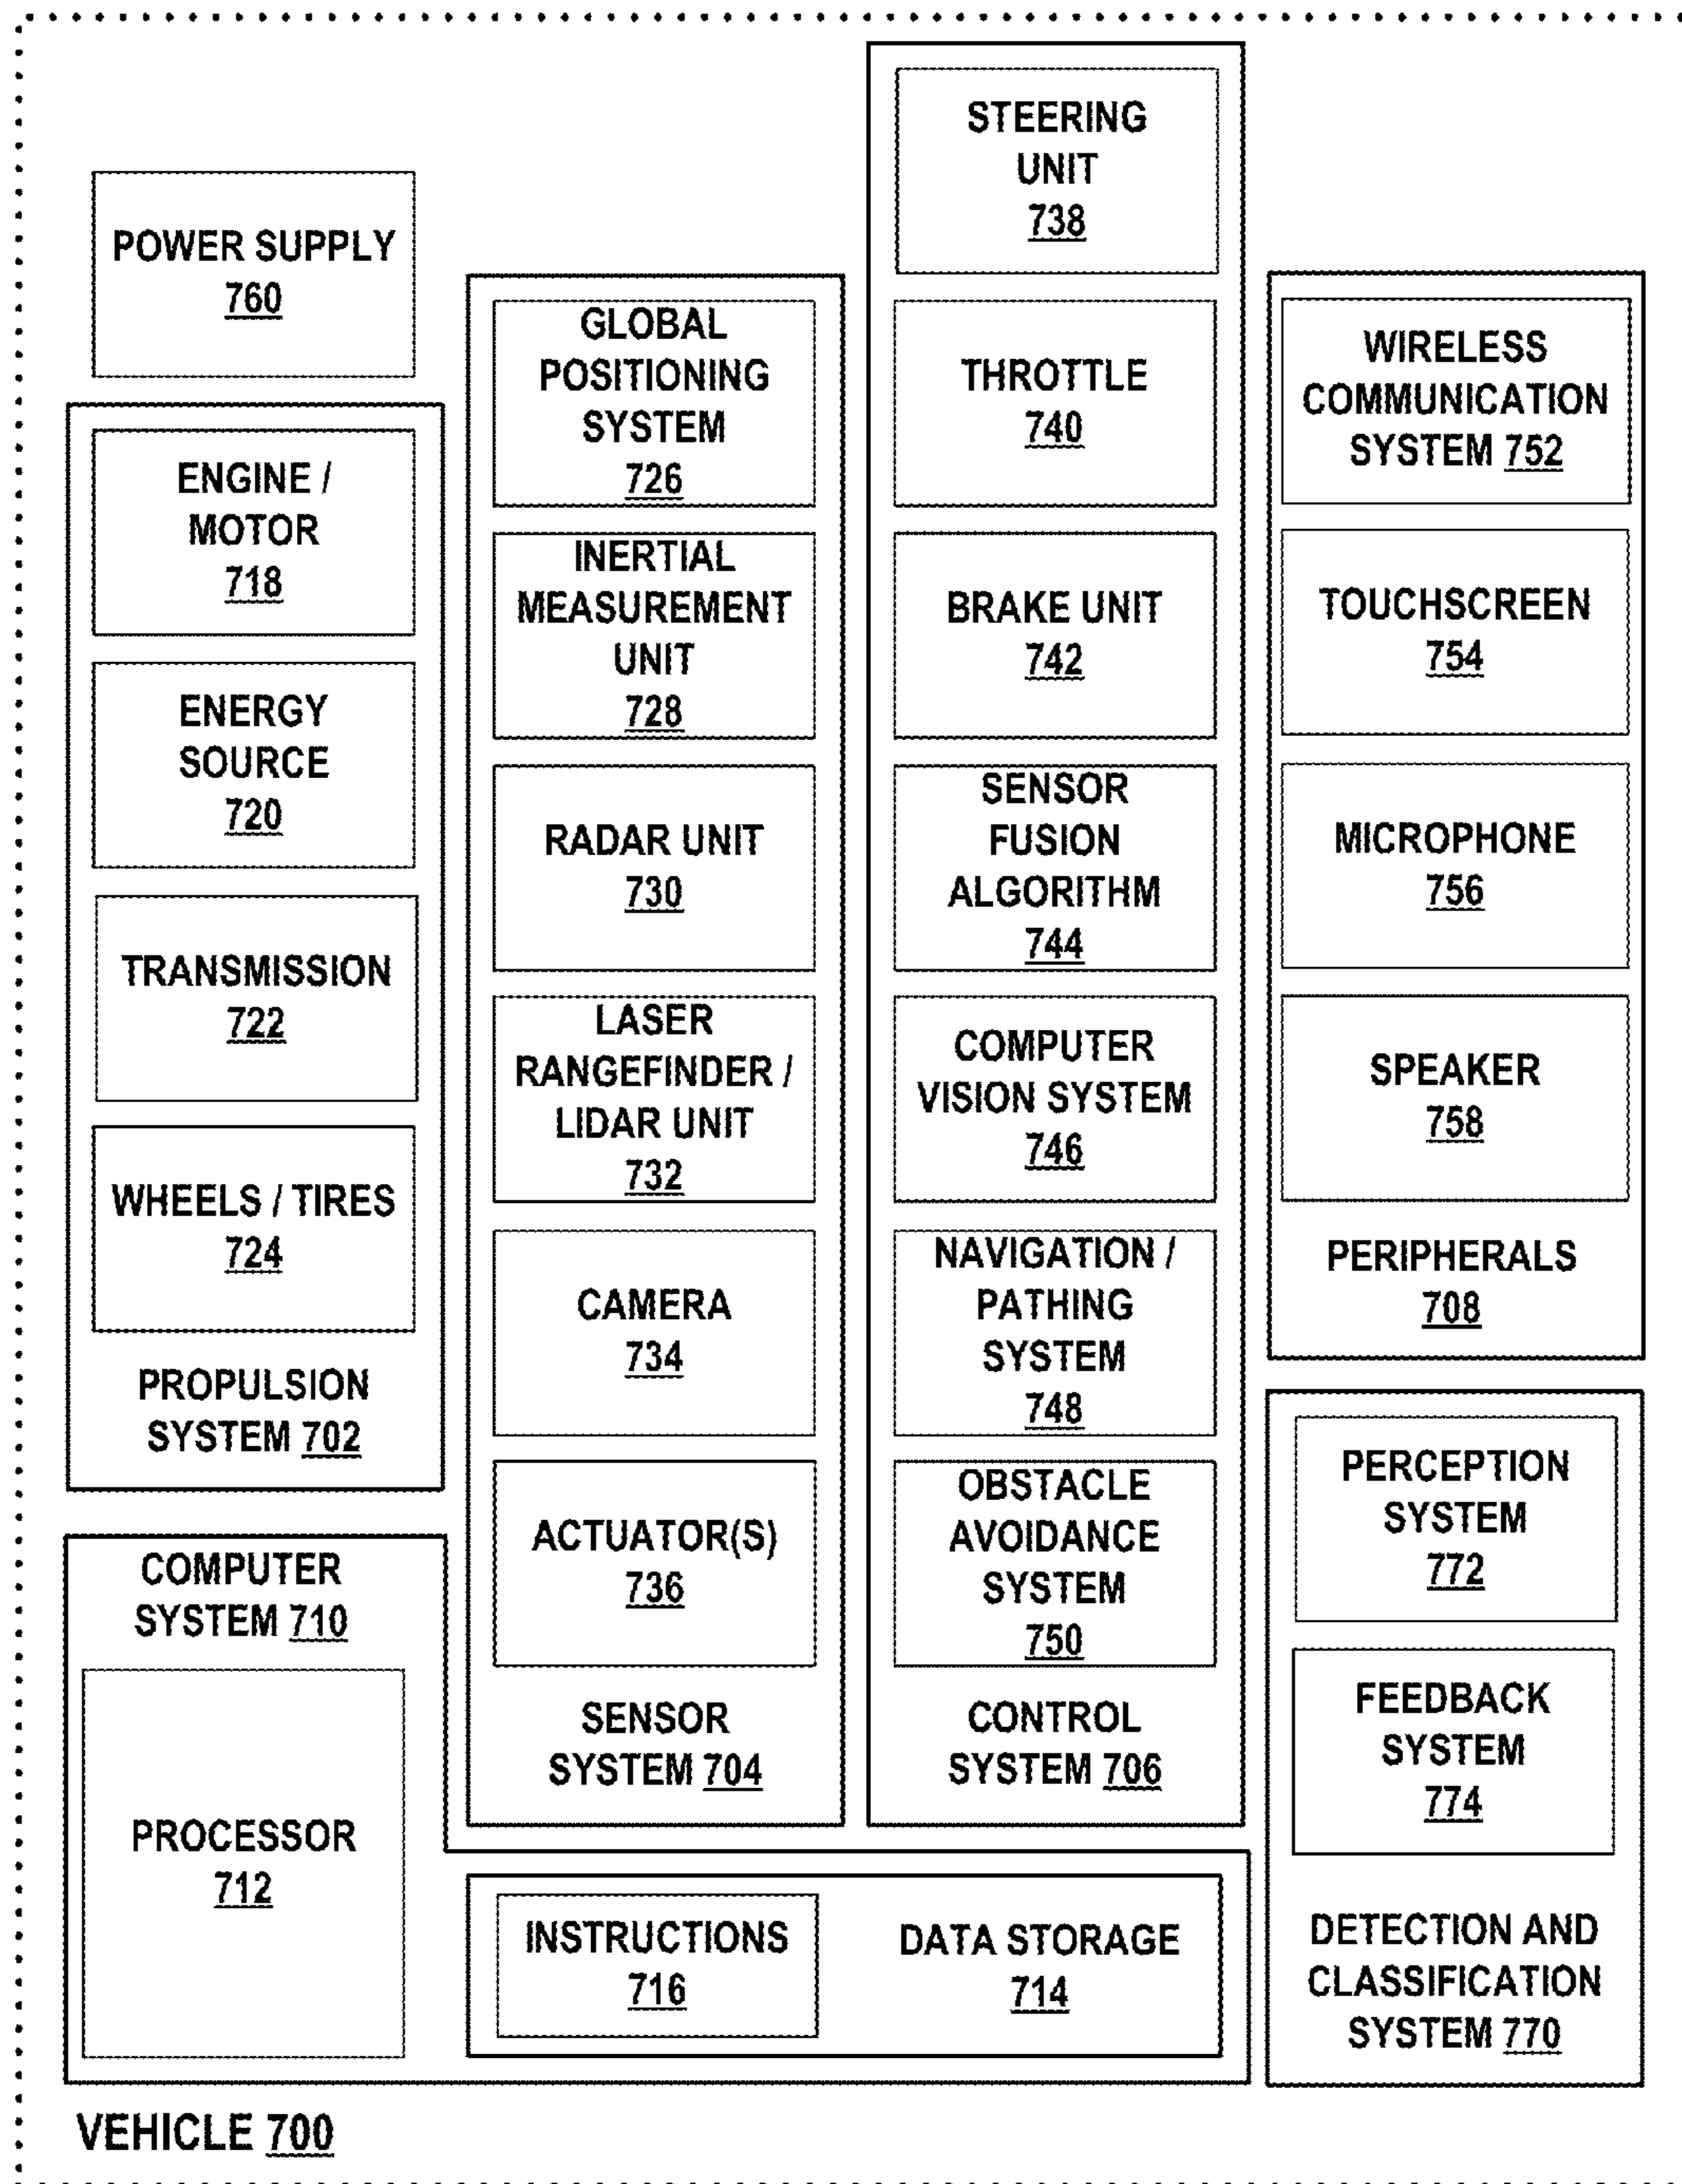 POWER SUPPLY
760
ENGINE /
MOTOR
718
ENERGY
SOURCE
720
TRANSMISSION
722
WHEELS / TIRES
724
PROPULSION
SYSTEM 702
COMPUTER
SYSTEM 710
PROCESSOR
712
GLOBAL
POSITIONING
SYSTEM
726
INERTIAL
MEASUREMENT
UNIT
728
RADAR UNIT
730
LASER
RANGEFINDER /
LIDAR UNIT
732
CAMERA
734
ACTUATOR(S)
736
SENSOR
SYSTEM 704
STEERING
UNIT
738
THROTTLE
740
BRAKE UNIT
742
SENSOR
FUSION
ALGORITHM
744
COMPUTER
VISION SYSTEM
746
NAVIGATION /
PATHING
SYSTEM
748
OBSTACLE
AVOIDANCE
SYSTEM
750
CONTROL
SYSTEM 706
INSTRUCTIONS
716
DATA STORAGE
714
WIRELESS
COMMUNICATION
SYSTEM 752
TOUCHSCREEN
754
MICROPHONE
756
SPEAKER
758
PERIPHERALS
708
PERCEPTION
SYSTEM
772
FEEDBACK
SYSTEM
774
DETECTION AND
CLASSIFICATION
SYSTEM 770
VEHICLE 700